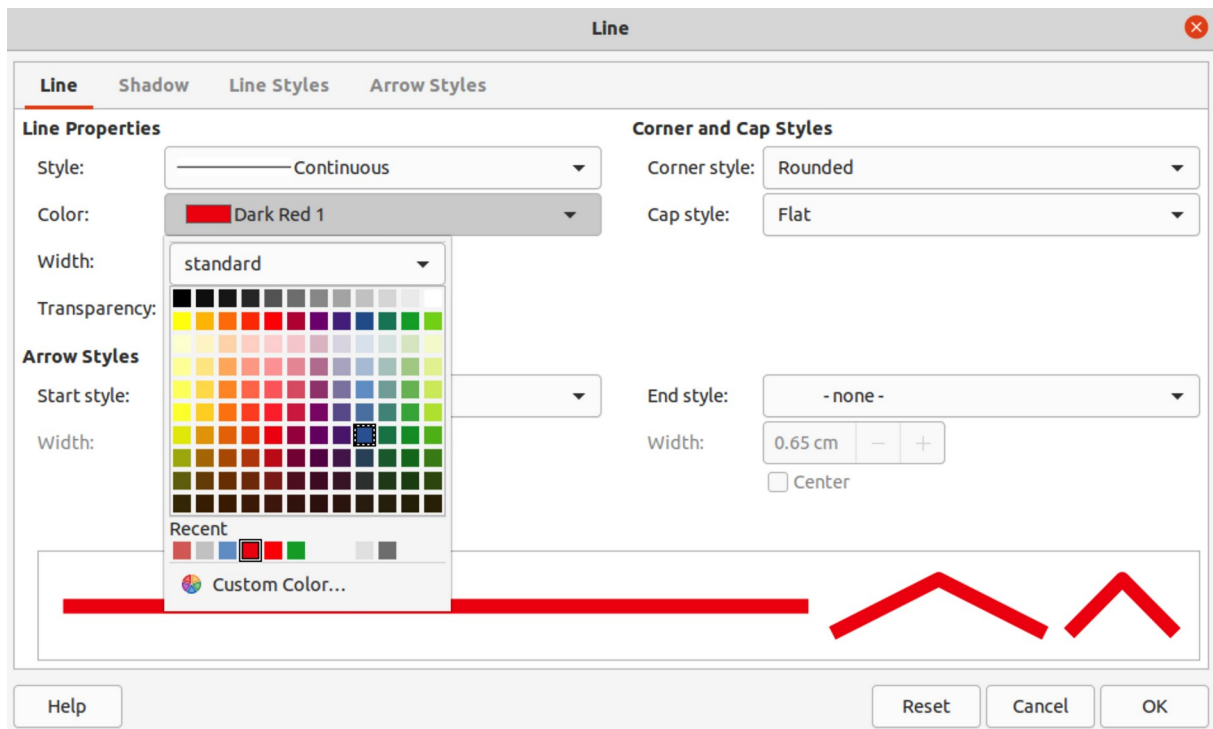 Line
Line Shadow Line Styles Arrow Styles
Line Properties
Style: Continuous
Color: Dark Red 1
Width:
standard
Transparency:
Recent
Custom Color...
Corner and Cap Styles
Corner style: Rounded
Cap style: Flat
Arrow Styles
Start style:
Width:
End style: - none -
Width: 0.65 cm
Center
Help Reset Cancel OK